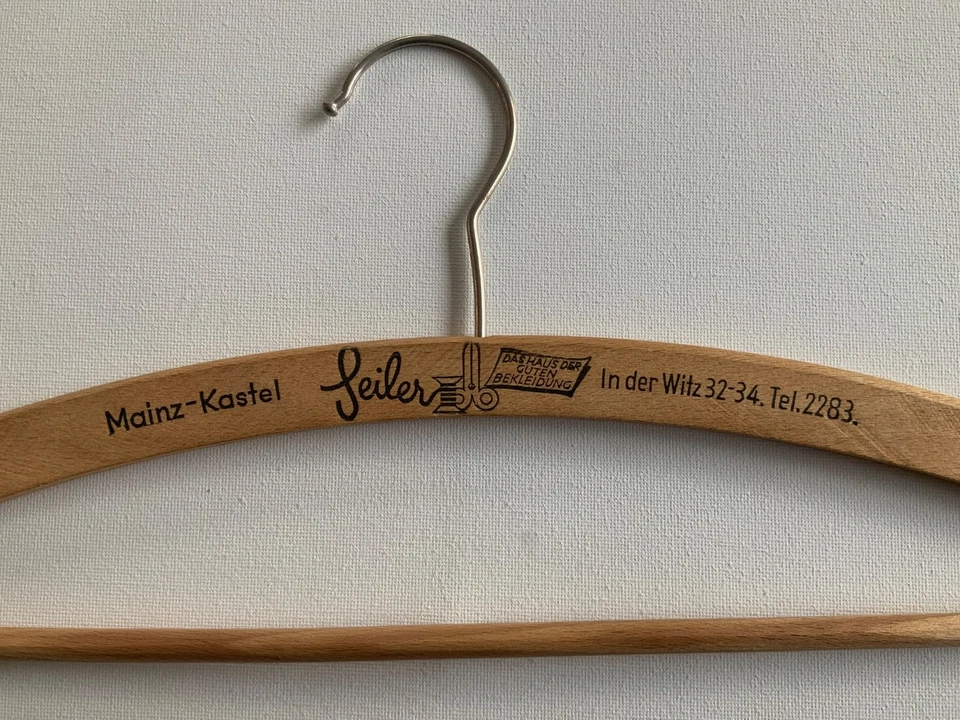 Mainz-Kastel
Seiler
DAS HAUS DER
GUTEN
BEKLEIDUNG
In der Witz 32-34. Tel. 2283.